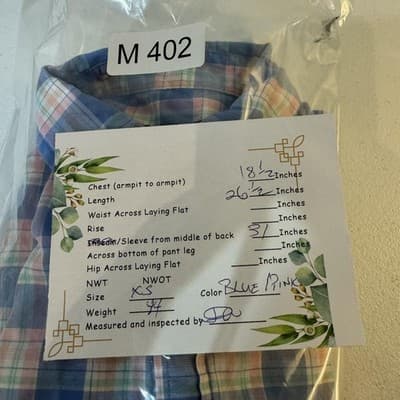 M 402
Chest (armpit to armpit) 18 1/2 Inches
Length 26 1/2 Inches
Waist Across Laying Flat Inches
Rise Inches
/Sleeve from middle of back 31 Inches
Across bottom of pant leg Inches
Hip Across Laying Flat Inches
NWT NWOT
Size XS Color BLUE/PINK
Weight
Measured and inspected by